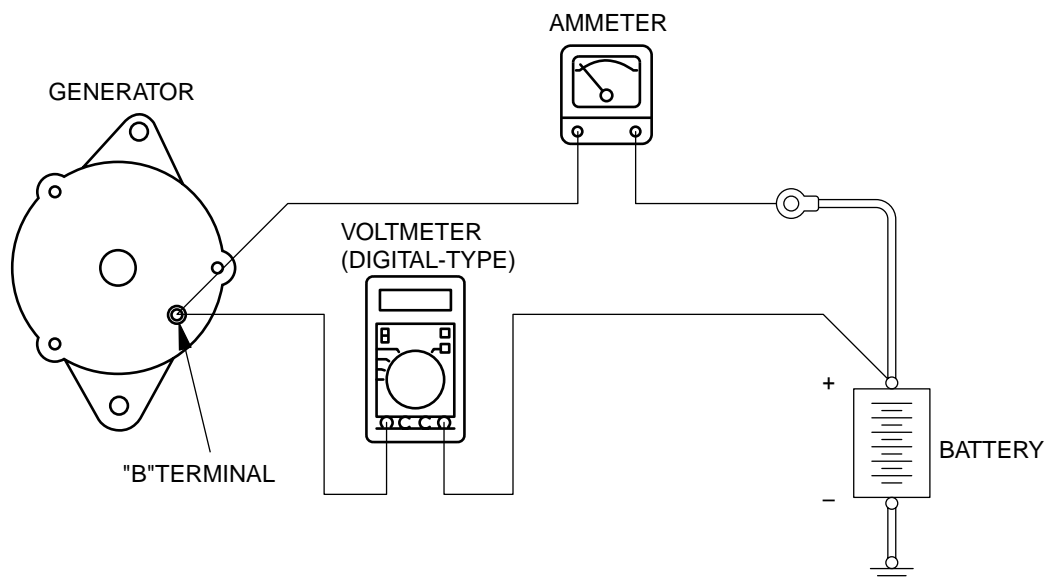 AMMETER
GENERATOR
VOLTMETER
(DIGITAL-TYPE)
+
BATTERY
"B"TERMINAL
−